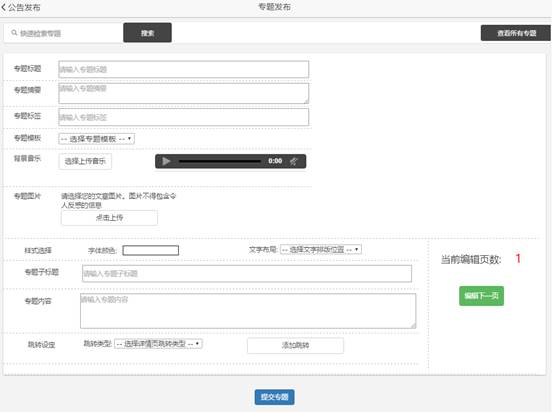 公告发布
专题发布
快速检索专题
搜索
查看所有专题
专题标题
请输入专题标题
专题摘要
请输入专题摘要
专题标签
请输入专题标签
专题模板
-- 选择专题模板 --
背景音乐
选择上传音乐
0:00
专题图片
请选择您的文章图片。图片不得包含令
人反感的信息
点击上传
样式选择
字体颜色:
文字布局:
-- 选择文字排版位置 --
当前编辑页数:
1
专题子标题
请输入专题子标题
编辑下一页
专题内容
请输入专题内容
跳转设定
跳转类型:
-- 选择详情页跳转类型 --
添加跳转
提交专题